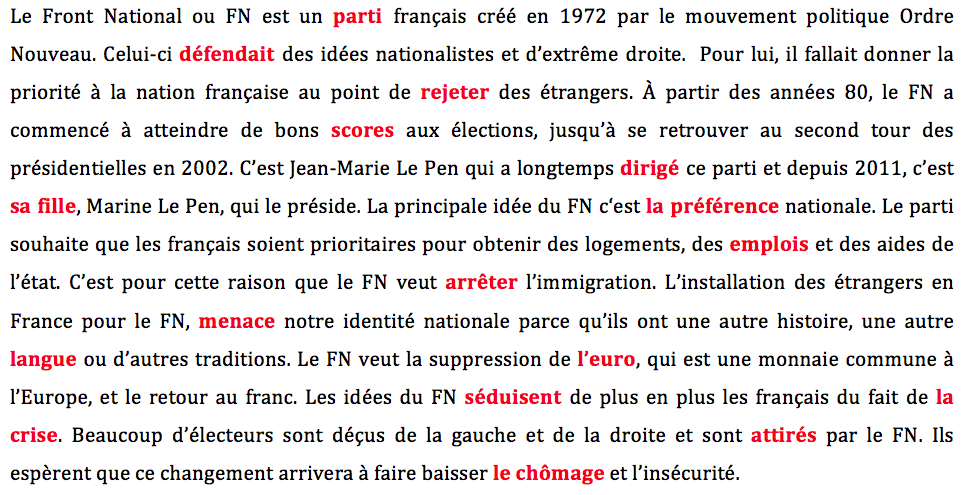 Le Front National ou FN est un parti français créé en 1972 par le mouvement politique Ordre
Nouveau. Celui-ci défendait des idées nationalistes et d’extrême droite.  Pour lui, il fallait donner la
priorité à la nation française au point de rejeter des étrangers. À partir des années 80, le FN a
commencé à atteindre de bons scores aux élections, jusqu’à se retrouver au second tour des
présidentielles en 2002. C’est Jean-Marie Le Pen qui a longtemps dirigé ce parti et depuis 2011, c’est
sa fille, Marine Le Pen, qui le préside. La principale idée du FN c‘est la préférence nationale. Le parti
souhaite que les français soient prioritaires pour obtenir des logements, des emplois et des aides de
l’état. C’est pour cette raison que le FN veut arrêter l’immigration. L’installation des étrangers en
France pour le FN, menace notre identité nationale parce qu’ils ont une autre histoire, une autre
langue ou d’autres traditions. Le FN veut la suppression de l’euro, qui est une monnaie commune à
l’Europe, et le retour au franc. Les idées du FN séduisent de plus en plus les français du fait de la
crise. Beaucoup d’électeurs sont déçus de la gauche et de la droite et sont attirés par le FN. Ils
espèrent que ce changement arrivera à faire baisser le chômage et l’insécurité.